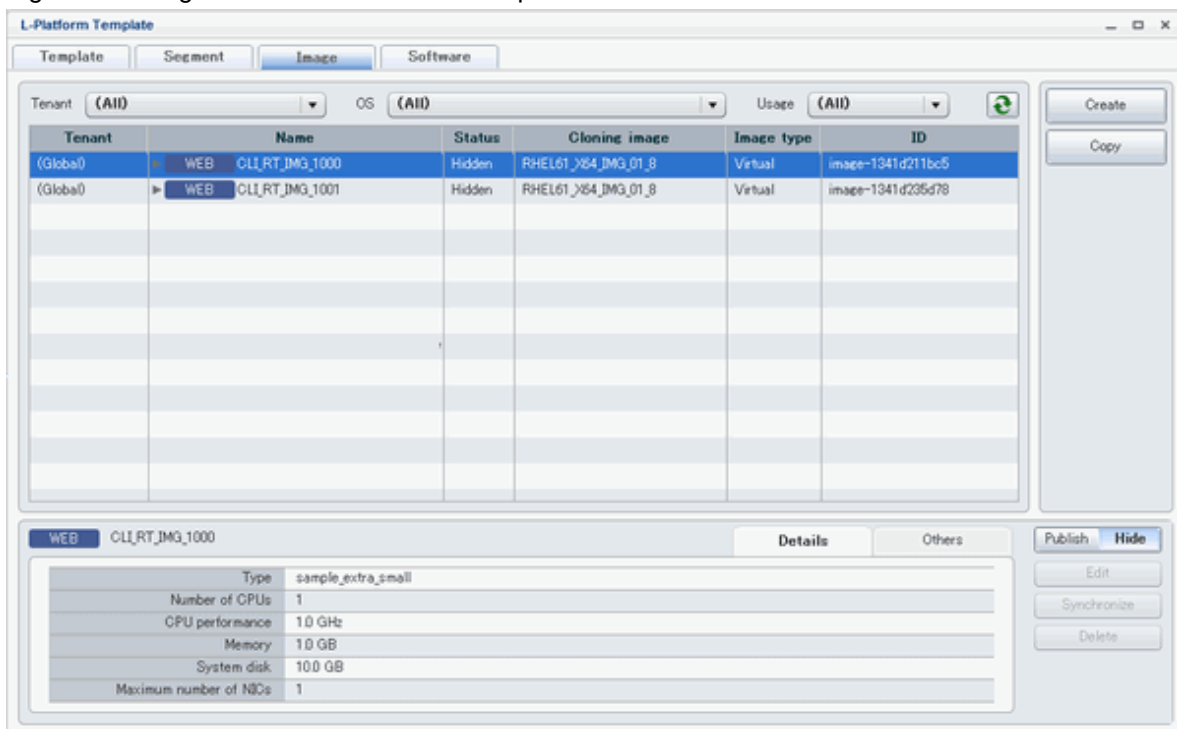 L-Platform Template
Template Segment Image Software
Tenant (All) OS (All) Usage (All)
Create
Copy
Tenant Name Status Cloning image Image type ID
(Global) WEB CLI_RT_IMG_1000 Hidden RHEL61_X64_IMG_01_8 Virtual image-1341d211bc5
(Global) WEB CLI_RT_IMG_1001 Hidden RHEL61_X64_IMG_01_8 Virtual image-1341d235d78
WEB CLI_RT_IMG_1000 Details Others
Publish Hide
Edit
Synchronize
Delete
Type sample_extra_small
Number of CPUs 1
CPU performance 1.0 GHz
Memory 1.0 GB
System disk 10.0 GB
Maximum number of NICs 1